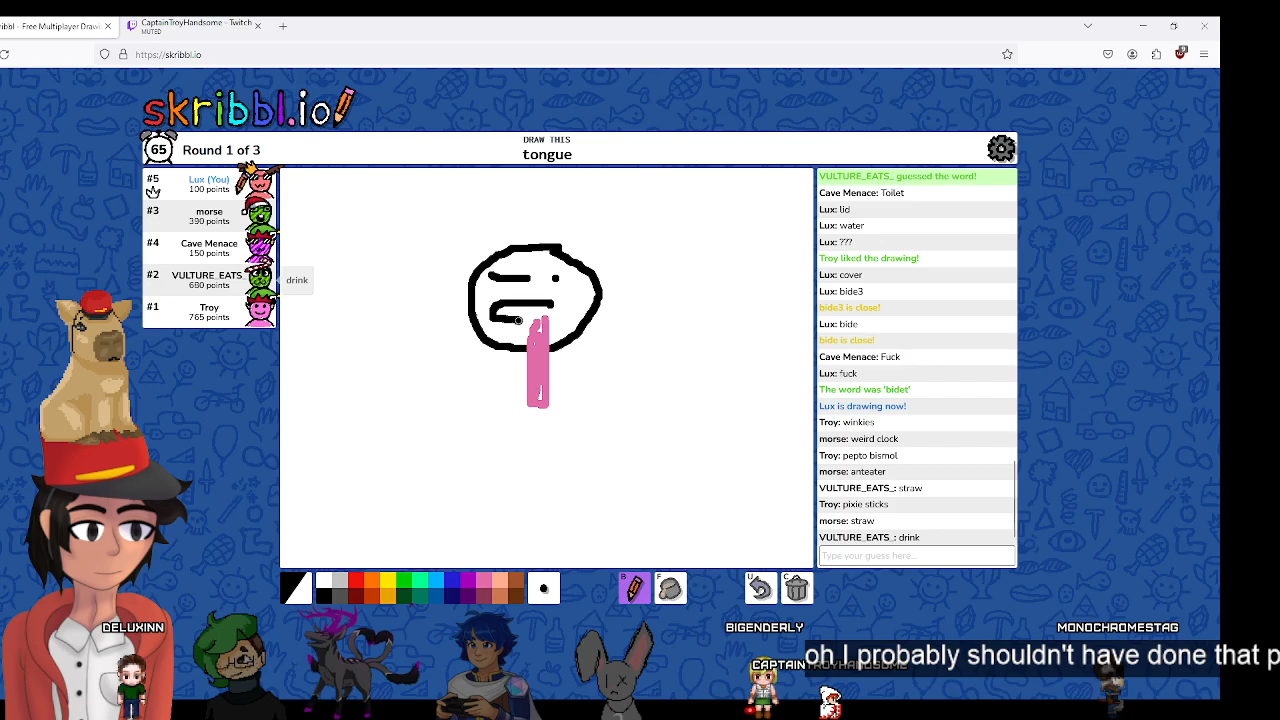 ibbl - Free Multiplayer Drawi
CaptainTroyHandsome - Twitch
MUTED
https://skribbl.io
skribbl.io
65
Round 1 of 3
DRAW THIS
tongue
#5
Lux (You)
100 points
#3
morse
390 points
#4
Cave Menace
150 points
#2
VULTURE_EATS
680 points
#1
Troy
765 points
drink
VULTURE_EATS_ guessed the word!
Cave Menace: Toilet
Lux: lid
Lux: water
Lux: ???
Troy liked the drawing!
Lux: cover
Lux: bide3
bide3 is close!
Lux: bide
bide is close!
Cave Menace: Fuck
Lux: fuck
The word was 'bidet'
Lux is drawing now!
Troy: winkies
morse: weird clock
Troy: pepto bismol
morse: anteater
VULTURE_EATS_: straw
Troy: pixie sticks
morse: straw
VULTURE_EATS_: drink
Type your guess here...
B
F
U
C
DELUXINN
BIGENDERLY
MONOCHROMESTAG
CAPTAINTROYHANDSOME
oh I probably shouldn't have done that p